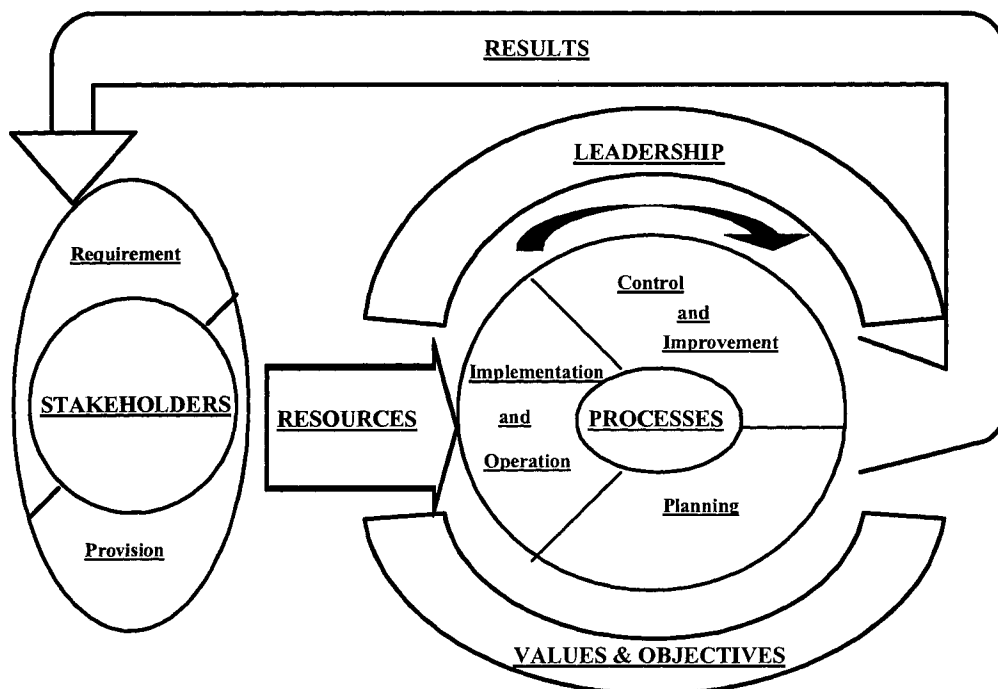 RESULTS
LEADERSHIP
Requirement
Control
and
Improvement
Implementation
STAKEHOLDERS
RESOURCES
and
PROCESSES
Operation
Planning
Provision
VALUES & OBJECTIVES